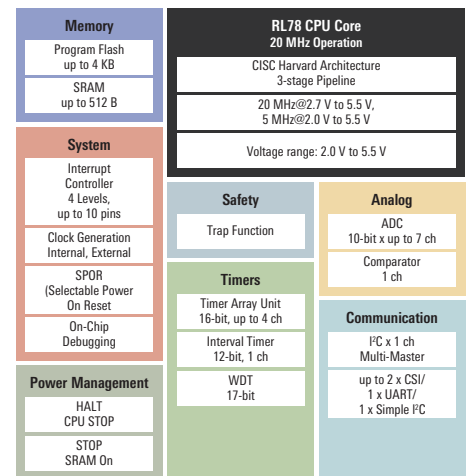 Memory
Program Flash
up to 4 KB
SRAM
up to 512 B
System
Interrupt
Controller
4 Levels,
up to 10 pins
Clock Generation
Internal, External
SPOR
(Selectable Power
On Reset
On-Chip
Debugging
Power Management
HALT
CPU STOP
STOP
SRAM On
RL78 CPU Core
20 MHz Operation
CISC Harvard Architecture
3-stage Pipeline
20 MHz@2.7 V to 5.5 V,
5 MHz@2.0 V to 5.5 V
Voltage range: 2.0 V to 5.5 V
Safety
Trap Function
Timers
Timer Array Unit
16-bit, up to 4 ch
Interval Timer
12-bit, 1 ch
WDT
17-bit
Analog
ADC
10-bit x up to 7 ch
Comparator
1 ch
Communication
I²C x 1 ch
Multi-Master
up to 2 x CSI/
1 x UART/
1 x Simple I²C